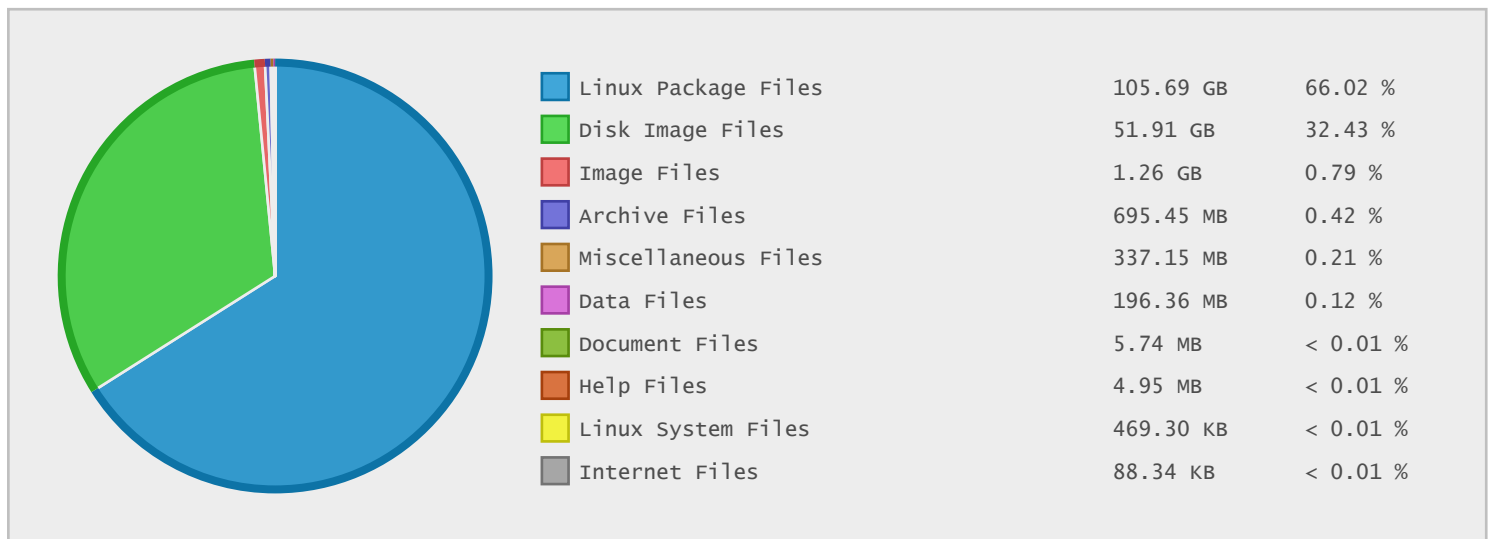 Linux Package Files 105.69 GB 66.02 %
Disk Image Files 51.91 GB 32.43 %
Image Files 1.26 GB 0.79 %
Archive Files 695.45 MB 0.42 %
Miscellaneous Files 337.15 MB 0.21 %
Data Files 196.36 MB 0.12 %
Document Files 5.74 MB < 0.01 %
Help Files 4.95 MB < 0.01 %
Linux System Files 469.30 KB < 0.01 %
Internet Files 88.34 KB < 0.01 %